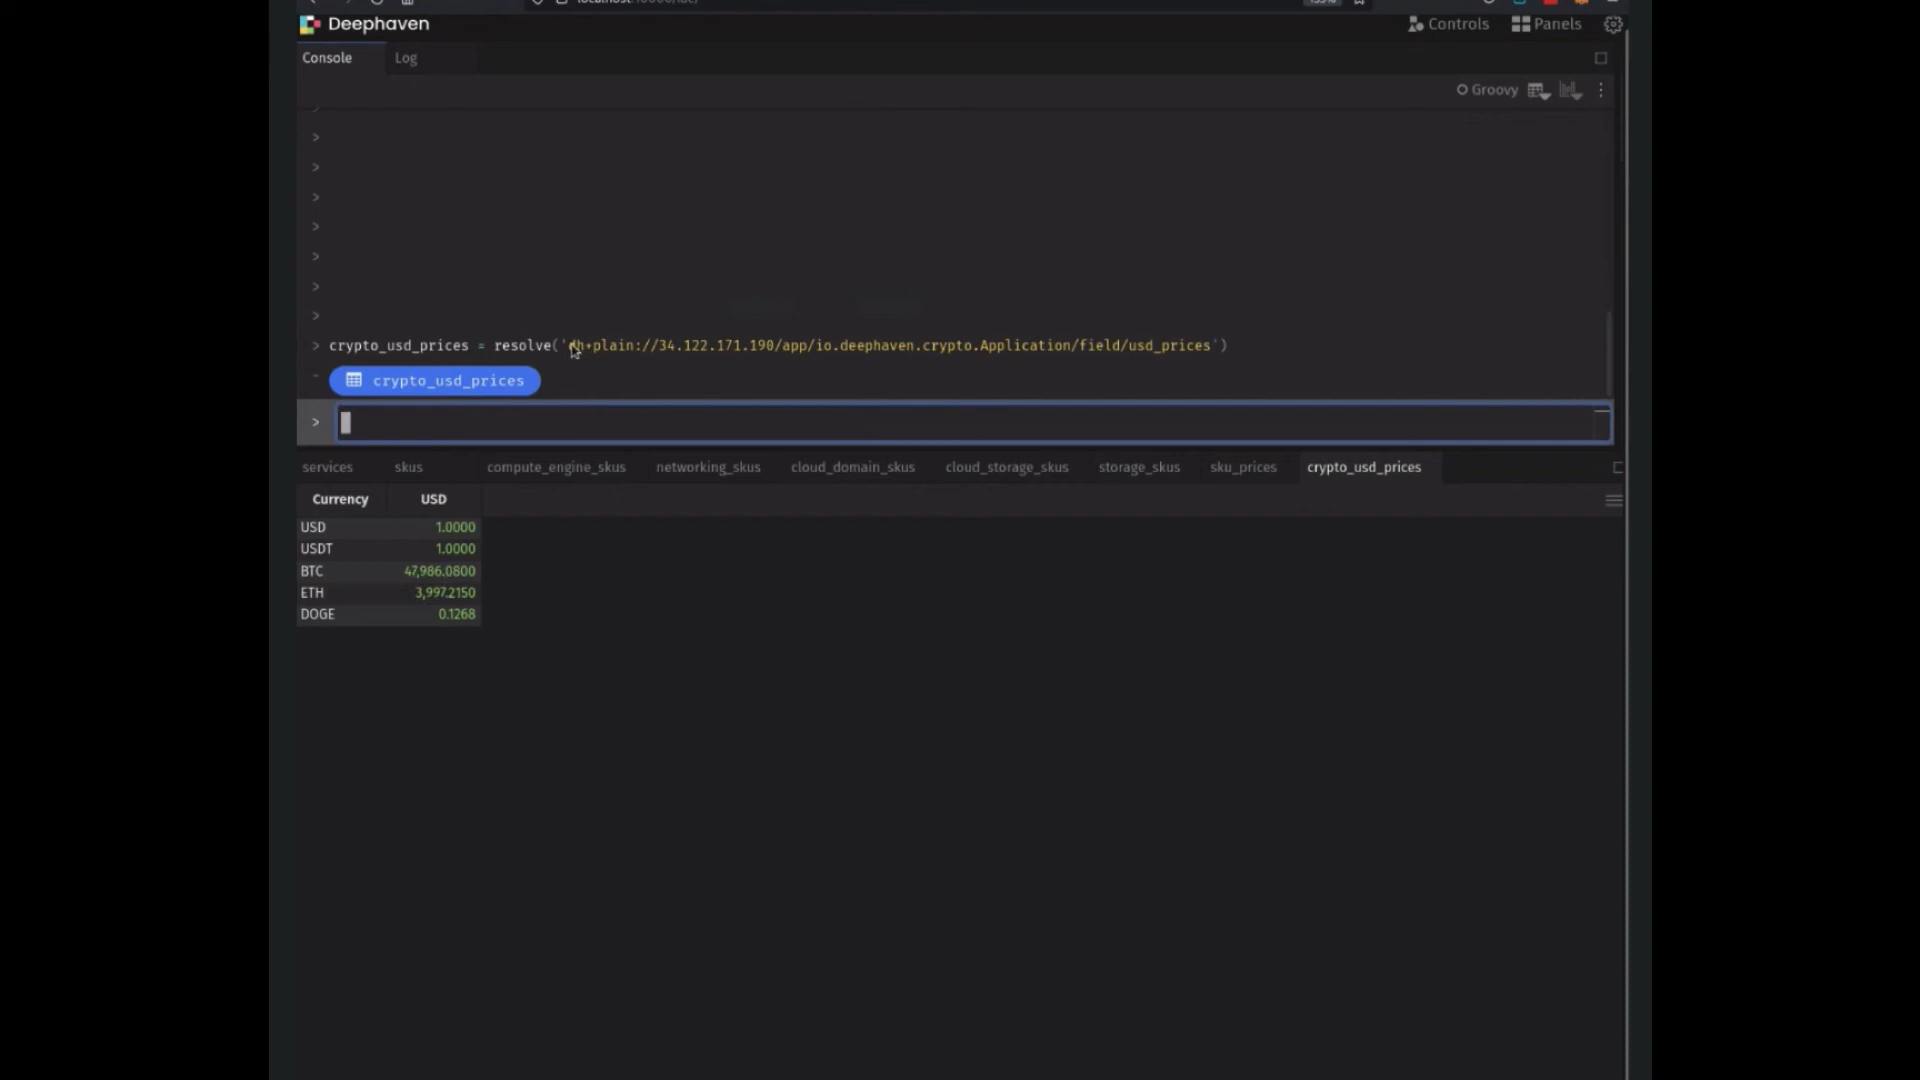 Deephaven
Controls
Panels
Console
Log
Groovy
>
>
>
>
>
>
>
> crypto_usd_prices = resolve('dh+plain://34.122.171.190/app/io.deephaven.crypto.Application/field/usd_prices')
- crypto_usd_prices
>
services skus compute_engine_skus networking_skus cloud_domain_skus cloud_storage_skus storage_skus sku_prices crypto_usd_prices
Currency USD
USD 1.0000
USDT 1.0000
BTC 47,986.0800
ETH 3,997.2150
DOGE 0.1268